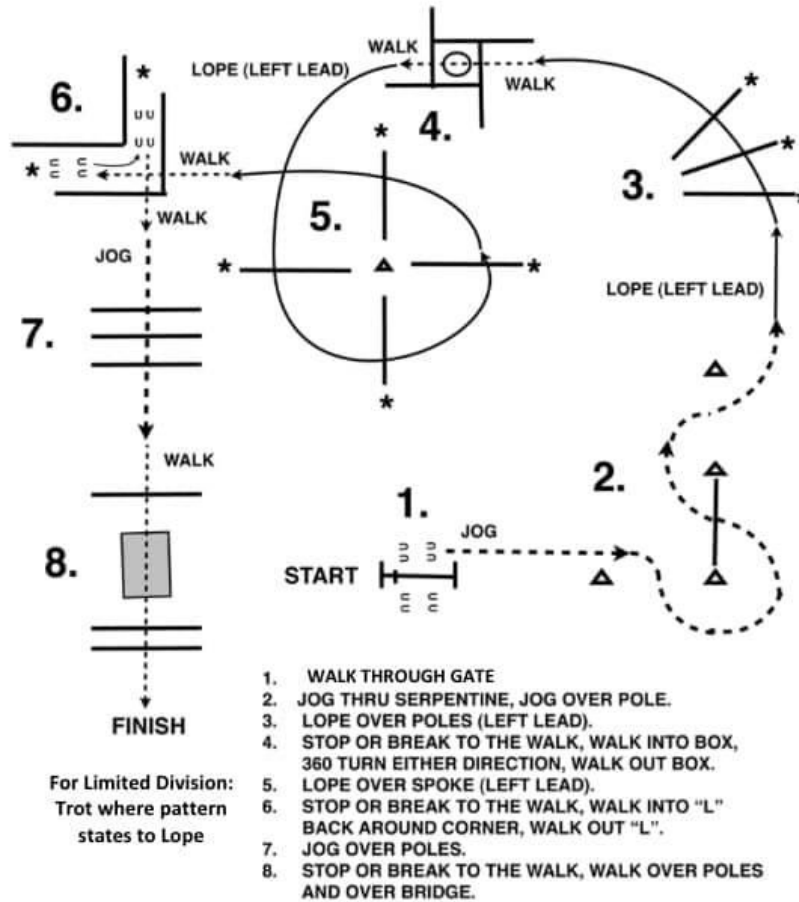 WALK
LOPE (LEFT LEAD)
WALK
6.
4.
*
*
*
*
WALK
3.
*
*
5.
WALK
JOG
*
*
LOPE (LEFT LEAD)
7.
*
WALK
2.
1.
JOG
8.
START
FINISH
For Limited Division:
Trot where pattern
states to Lope
1. WALK THROUGH GATE
2. JOG THRU SERPENTINE, JOG OVER POLE.
3. LOPE OVER POLES (LEFT LEAD).
4. STOP OR BREAK TO THE WALK, WALK INTO BOX,
360 TURN EITHER DIRECTION, WALK OUT BOX.
5. LOPE OVER SPOKE (LEFT LEAD).
6. STOP OR BREAK TO THE WALK, WALK INTO "L"
BACK AROUND CORNER, WALK OUT "L".
7. JOG OVER POLES.
8. STOP OR BREAK TO THE WALK, WALK OVER POLES
AND OVER BRIDGE.